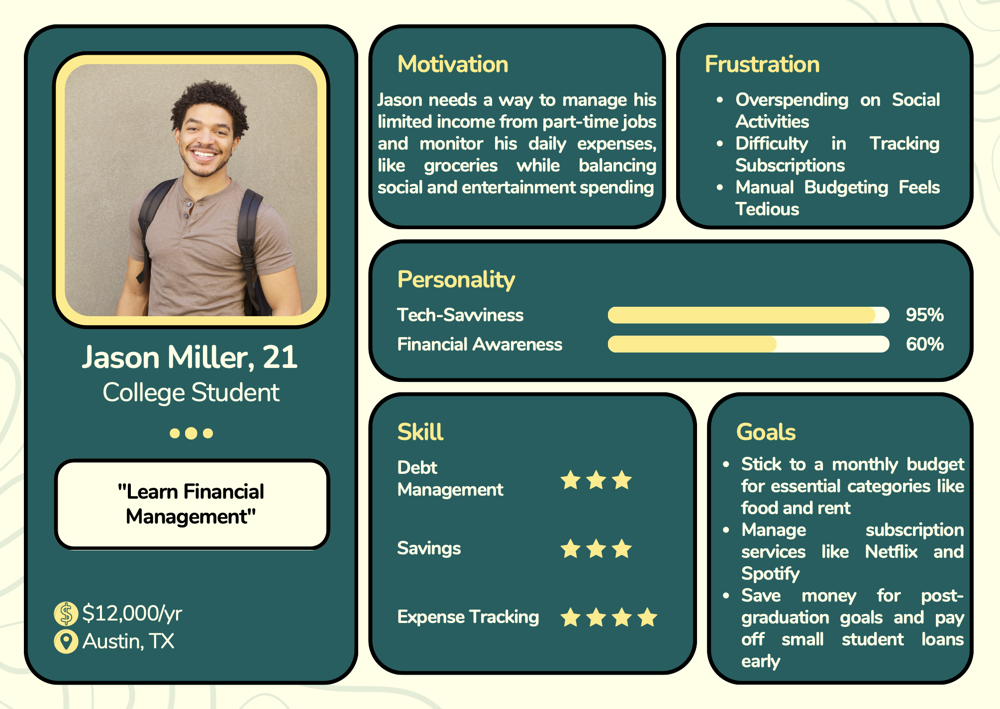 Jason Miller, 21
College Student
"Learn Financial
Management"
$12,000/yr
Austin, TX
Motivation
Jason needs a way to manage his
limited income from part-time jobs
and monitor his daily expenses,
like groceries while balancing
social and entertainment spending
Frustration
• Overspending on Social
Activities
• Difficulty in Tracking
Subscriptions
• Manual Budgeting Feels
Tedious
Personality
Tech-Savviness 95%
Financial Awareness 60%
Skill
Debt
Management
Savings
Expense Tracking
Goals
• Stick to a monthly budget
for essential categories like
food and rent
• Manage subscription
services like Netflix and
Spotify
• Save money for post-
graduation goals and pay
off small student loans
early